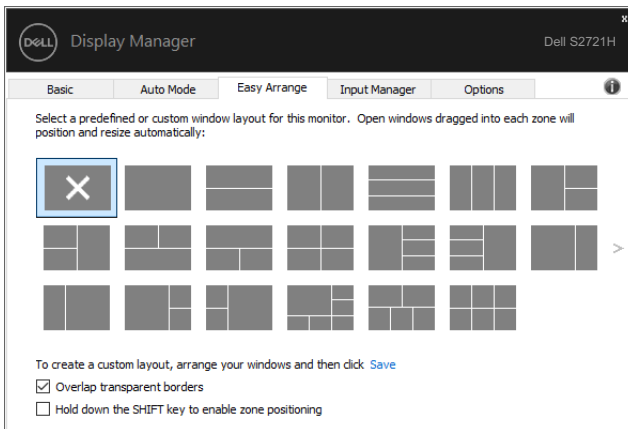 x
DELL
Display Manager
Dell S2721H
Basic Auto Mode Easy Arrange Input Manager Options
Select a predefined or custom window layout for this monitor. Open windows dragged into each zone will
position and resize automatically:
To create a custom layout, arrange your windows and then click Save
Overlap transparent borders
Hold down the SHIFT key to enable zone positioning